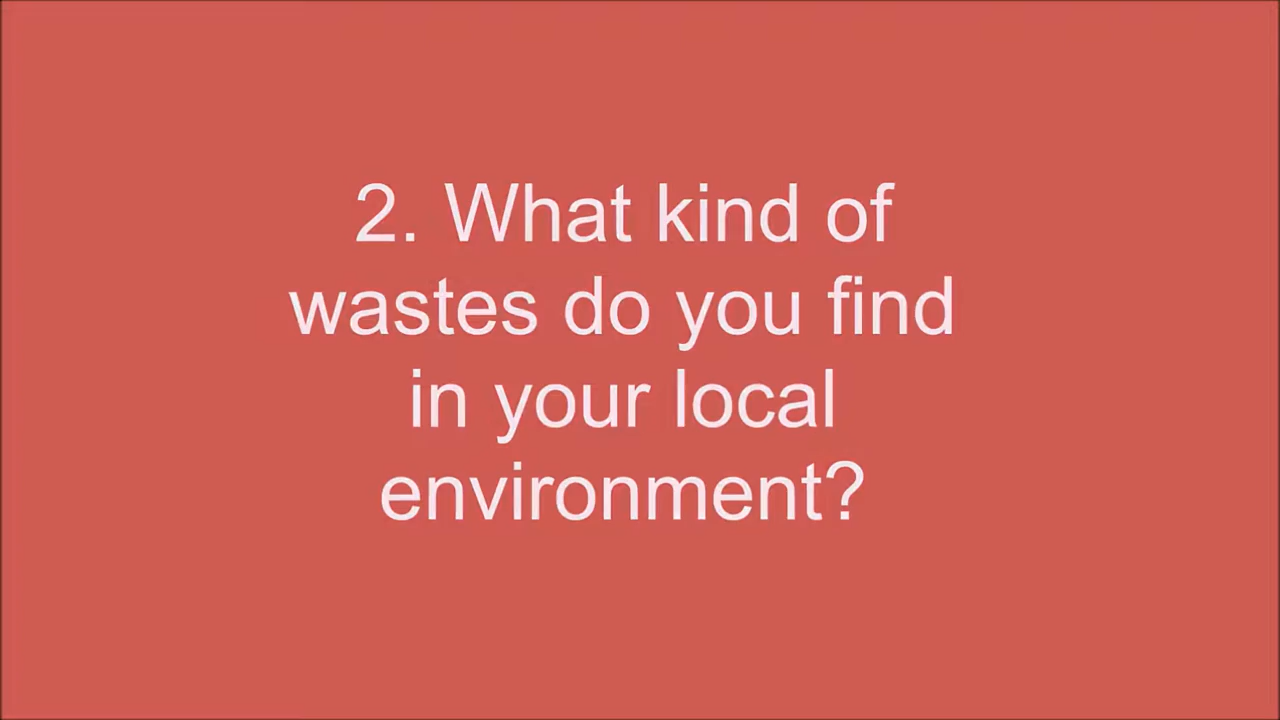 2. What kind of
wastes do you find
in your local
environment?